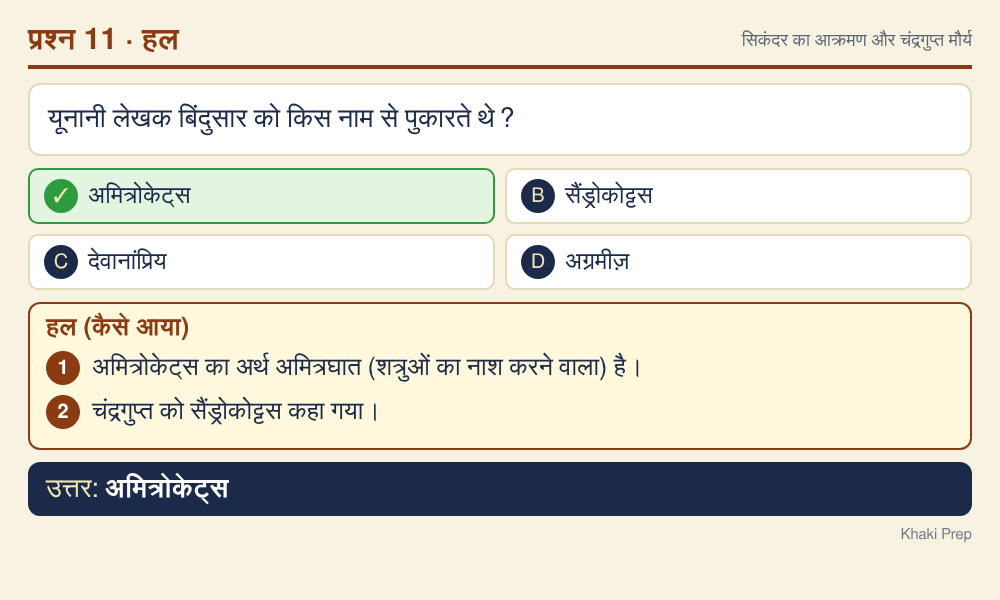 प्रश्न 11 · हल
सिकंदर का आक्रमण और चंद्रगुप्त मौर्य
यूनानी लेखक बिंदुसार को किस नाम से पुकारते थे ?
✓ अमित्रोकेट्स
B सैंड्रोकोट्टस
C देवानांप्रिय
D अग्रमीज़
हल (कैसे आया)
1 अमित्रोकेट्स का अर्थ अमित्रघात (शत्रुओं का नाश करने वाला) है।
2 चंद्रगुप्त को सैंड्रोकोट्टस कहा गया।
उत्तर: अमित्रोकेट्स
Khaki Prep